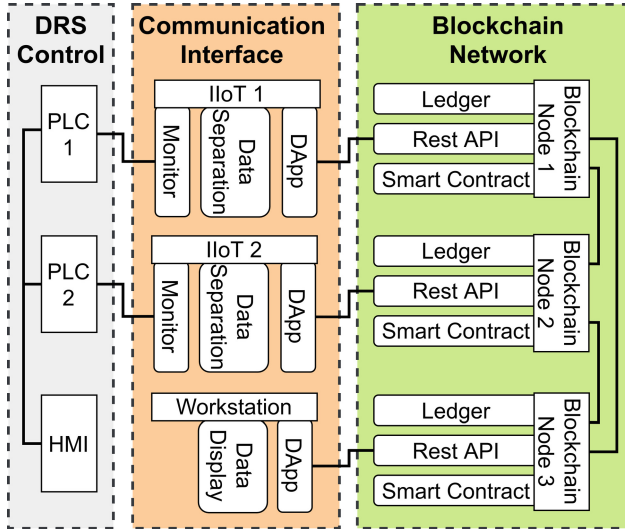 DRS
Control
Communication
Interface
Blockchain
Network
PLC
1
PLC
2
HMI
IIoT 1
Monitor
Data
Separation
DApp
IIoT 2
Monitor
Data
Separation
DApp
Workstation
Data
Display
DApp
Ledger
Rest API
Smart Contract
Blockchain
Node 1
Ledger
Rest API
Smart Contract
Blockchain
Node 2
Ledger
Rest API
Smart Contract
Blockchain
Node 3